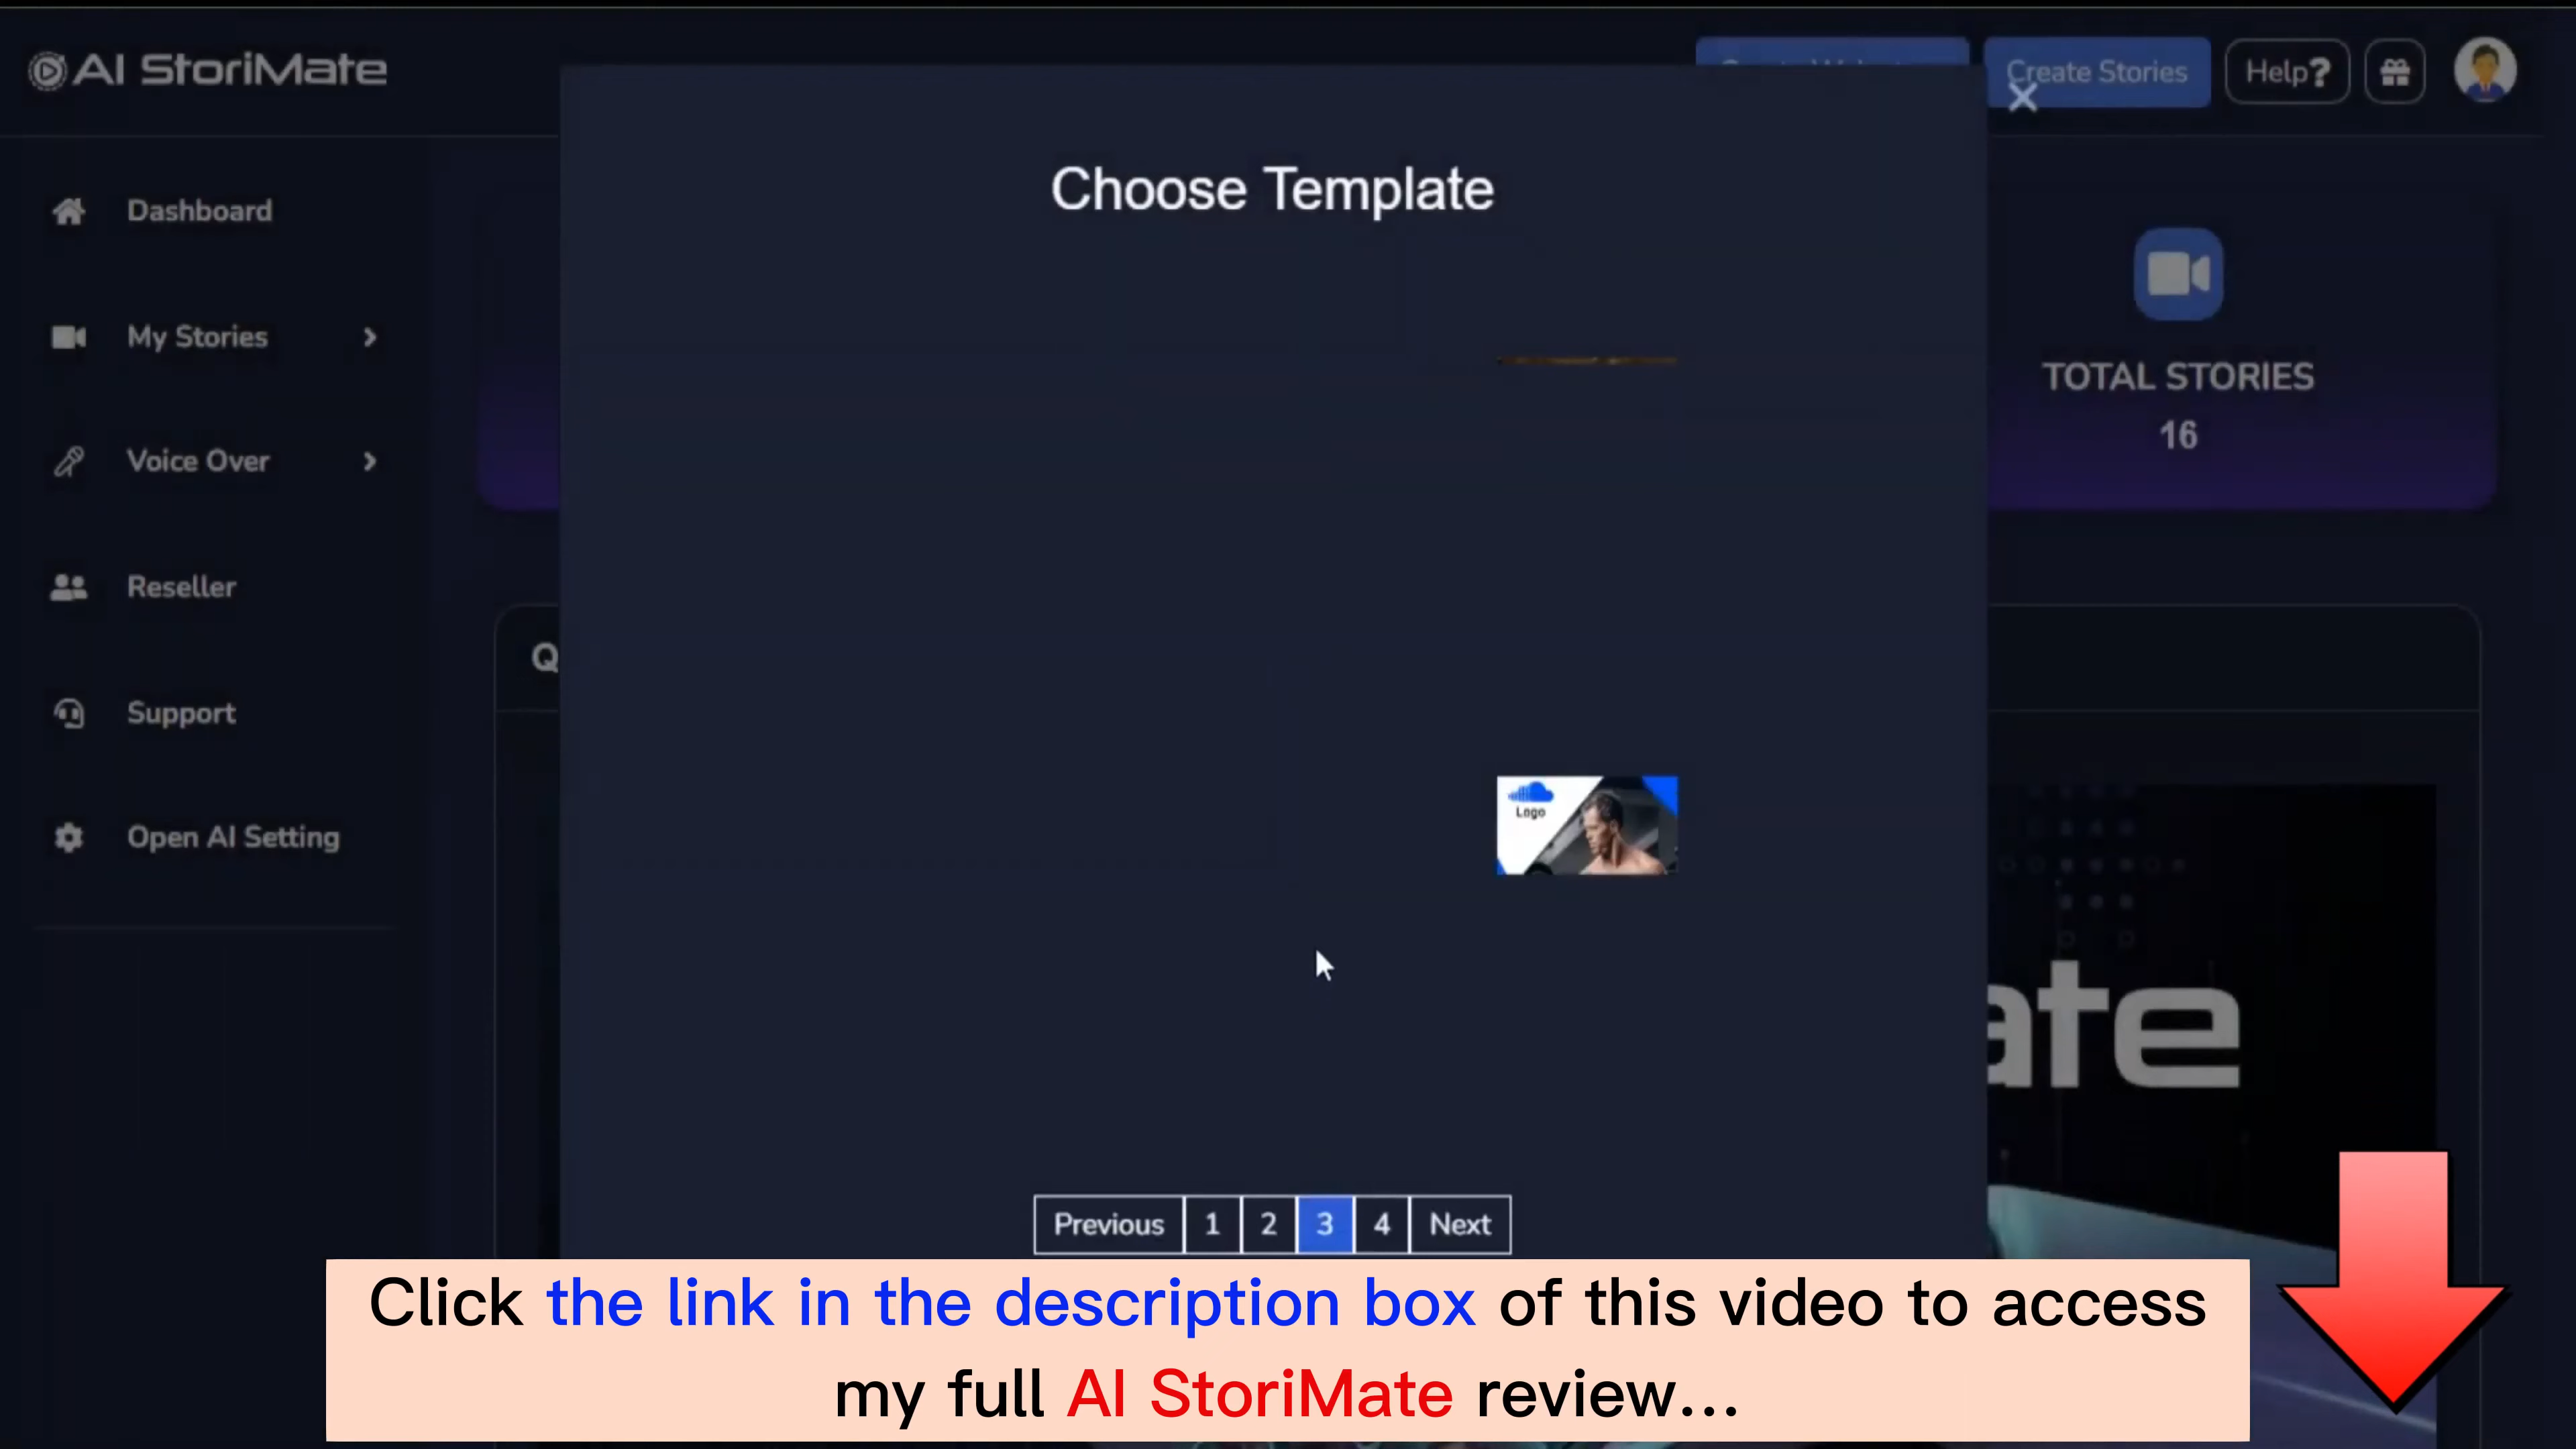 AI StoriMate
Create Stories
Help?
Choose Template
Dashboard
My Stories
Voice Over
Reseller
Support
Open AI Setting
TOTAL STORIES
16
Q
Logo
ate
Previous 1 2 3 4 Next
Click the link in the description box of this video to access
my full AI StoriMate review...